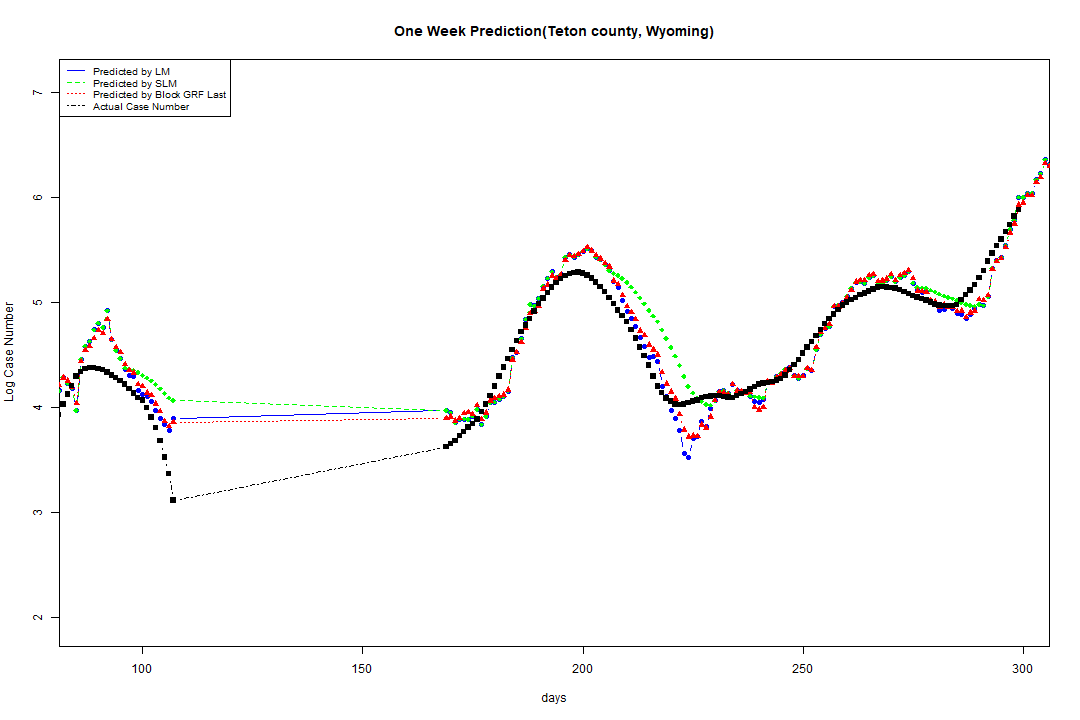 One Week Prediction(Teton county, Wyoming)
Predicted by LM
Predicted by SLM
Predicted by Block GRF Last
Actual Case Number
7
6
5
4
3
2
Log Case Number
100 150 200 250 300
days